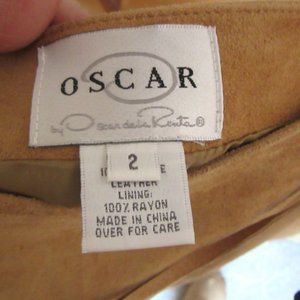 OSCAR
by Oscar de la Renta®
2
LEATHER
LINING:
100% RAYON
MADE IN CHINA
OVER FOR CARE